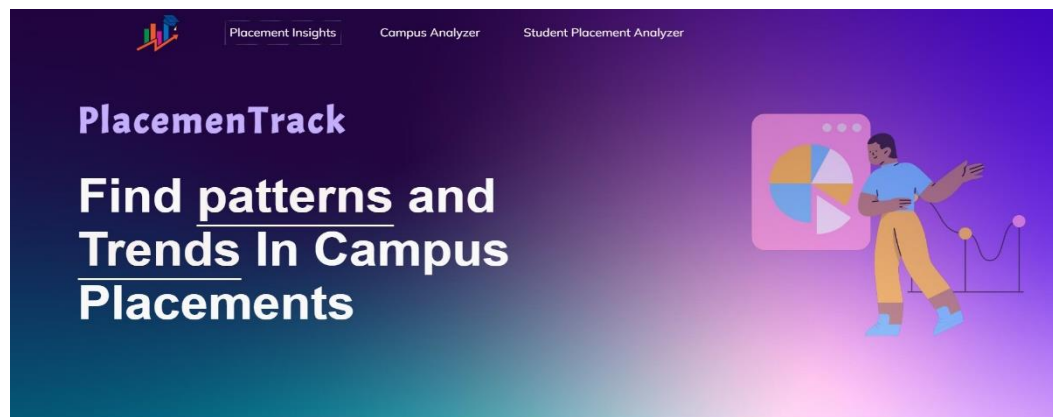 Placement Insights Campus Analyzer Student Placement Analyzer
PlacemenTrack
Find patterns and
Trends In Campus
Placements